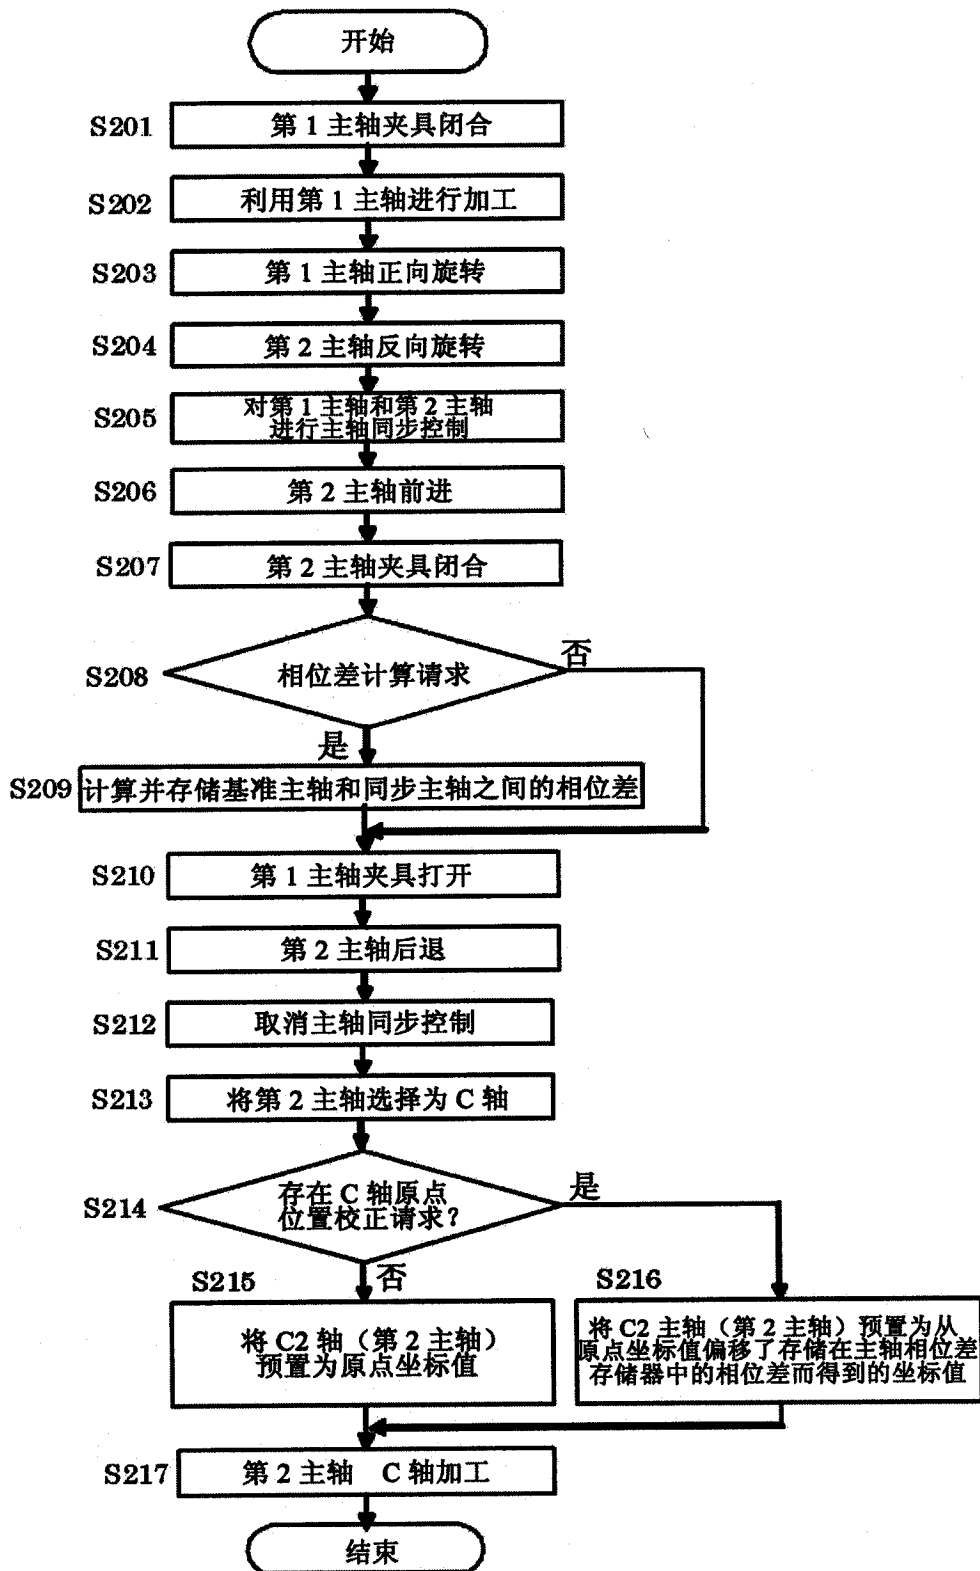 开始
S201
第 1 主轴夹具闭合
S202
利用第 1 主轴进行加工
S203
第 1 主轴正向旋转
S204
第 2 主轴反向旋转
S205
对第 1 主轴和第 2 主轴
进行主轴同步控制
S206
第 2 主轴前进
S207
第 2 主轴夹具闭合
S208
相位差计算请求
否
是
S209
计算并存储基准主轴和同步主轴之间的相位差
S210
第 1 主轴夹具打开
S211
第 2 主轴后退
S212
取消主轴同步控制
S213
将第 2 主轴选择为 C 轴
S214
存在 C 轴原点
位置校正请求？
是
否
S215
将 C2 轴（第 2 主轴）
预置为原点坐标值
S216
将 C2 主轴（第 2 主轴）预置为从
原点坐标值偏移了存储在主轴相位差
存储器中的相位差而得到的坐标值
S217
第 2 主轴 C 轴加工
结束